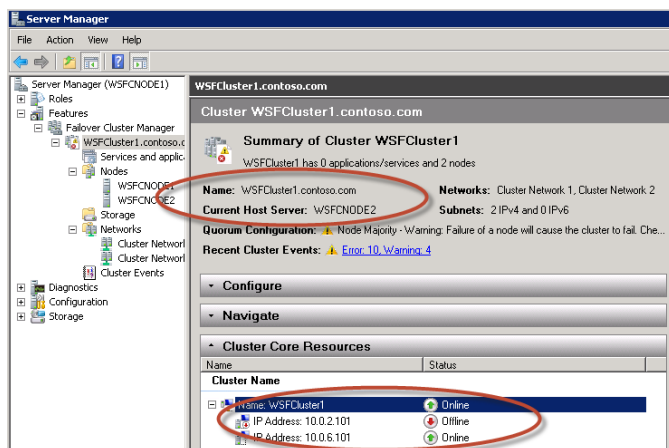 Server Manager
File Action View Help
Server Manager (WSFCNODE1)
Roles
Features
Failover Cluster Manager
WSFCluster1.contoso.c
Services and applic
Nodes
WSFCNODE1
WSFCNODE2
Storage
Networks
Cluster Networl
Cluster Networl
Cluster Events
Diagnostics
Configuration
Storage
WSFCluster1.contoso.com
Cluster WSFCluster1.contoso.com
Summary of Cluster WSFCluster1
WSFCluster1 has 0 applications/services and 2 nodes
Name: WSFCluster1.contoso.com Networks: Cluster Network 1, Cluster Network 2
Current Host Server: WSFCNODE2 Subnets: 2 IPv4 and 0 IPv6
Quorum Configuration: Node Majority - Warning: Failure of a node will cause the cluster to fail. Che...
Recent Cluster Events: Error: 10, Warning: 4
Configure
Navigate
Cluster Core Resources
Name Status
Cluster Name
Name: WSFCluster1 Online
IP Address: 10.0.2.101 Offline
IP Address: 10.0.6.101 Online